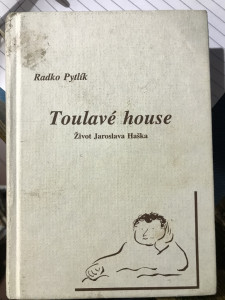 Radko Pytlík
Toulavé house
Život Jaroslava Haška